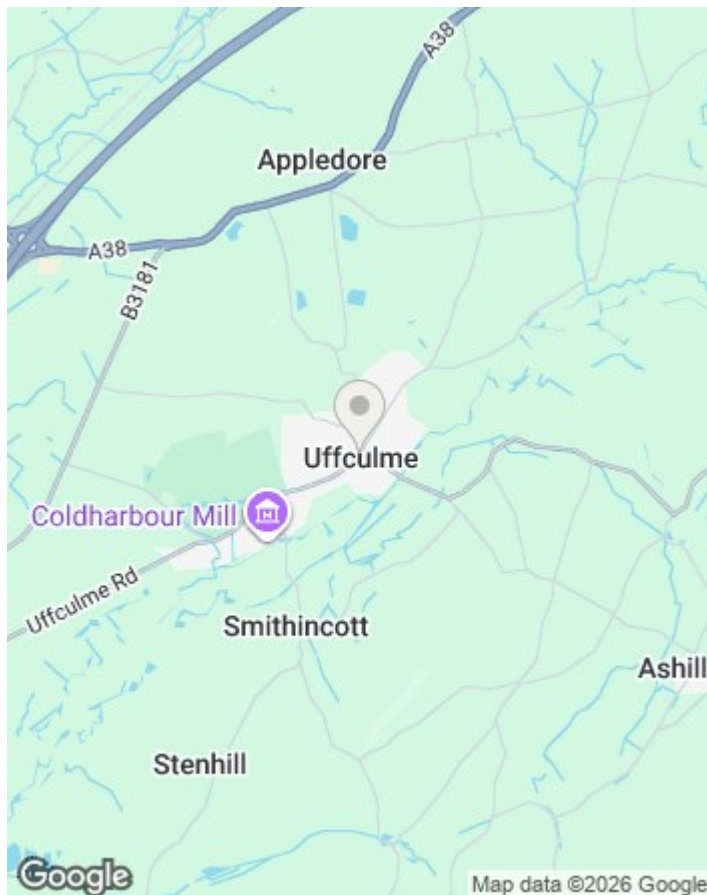 A38
Appledore
A38
B3181
Uffculme
Coldharbour Mill
Uffculme Rd
Smithincott
Ashill
Stenhill
Google
Map data ©2026 Google